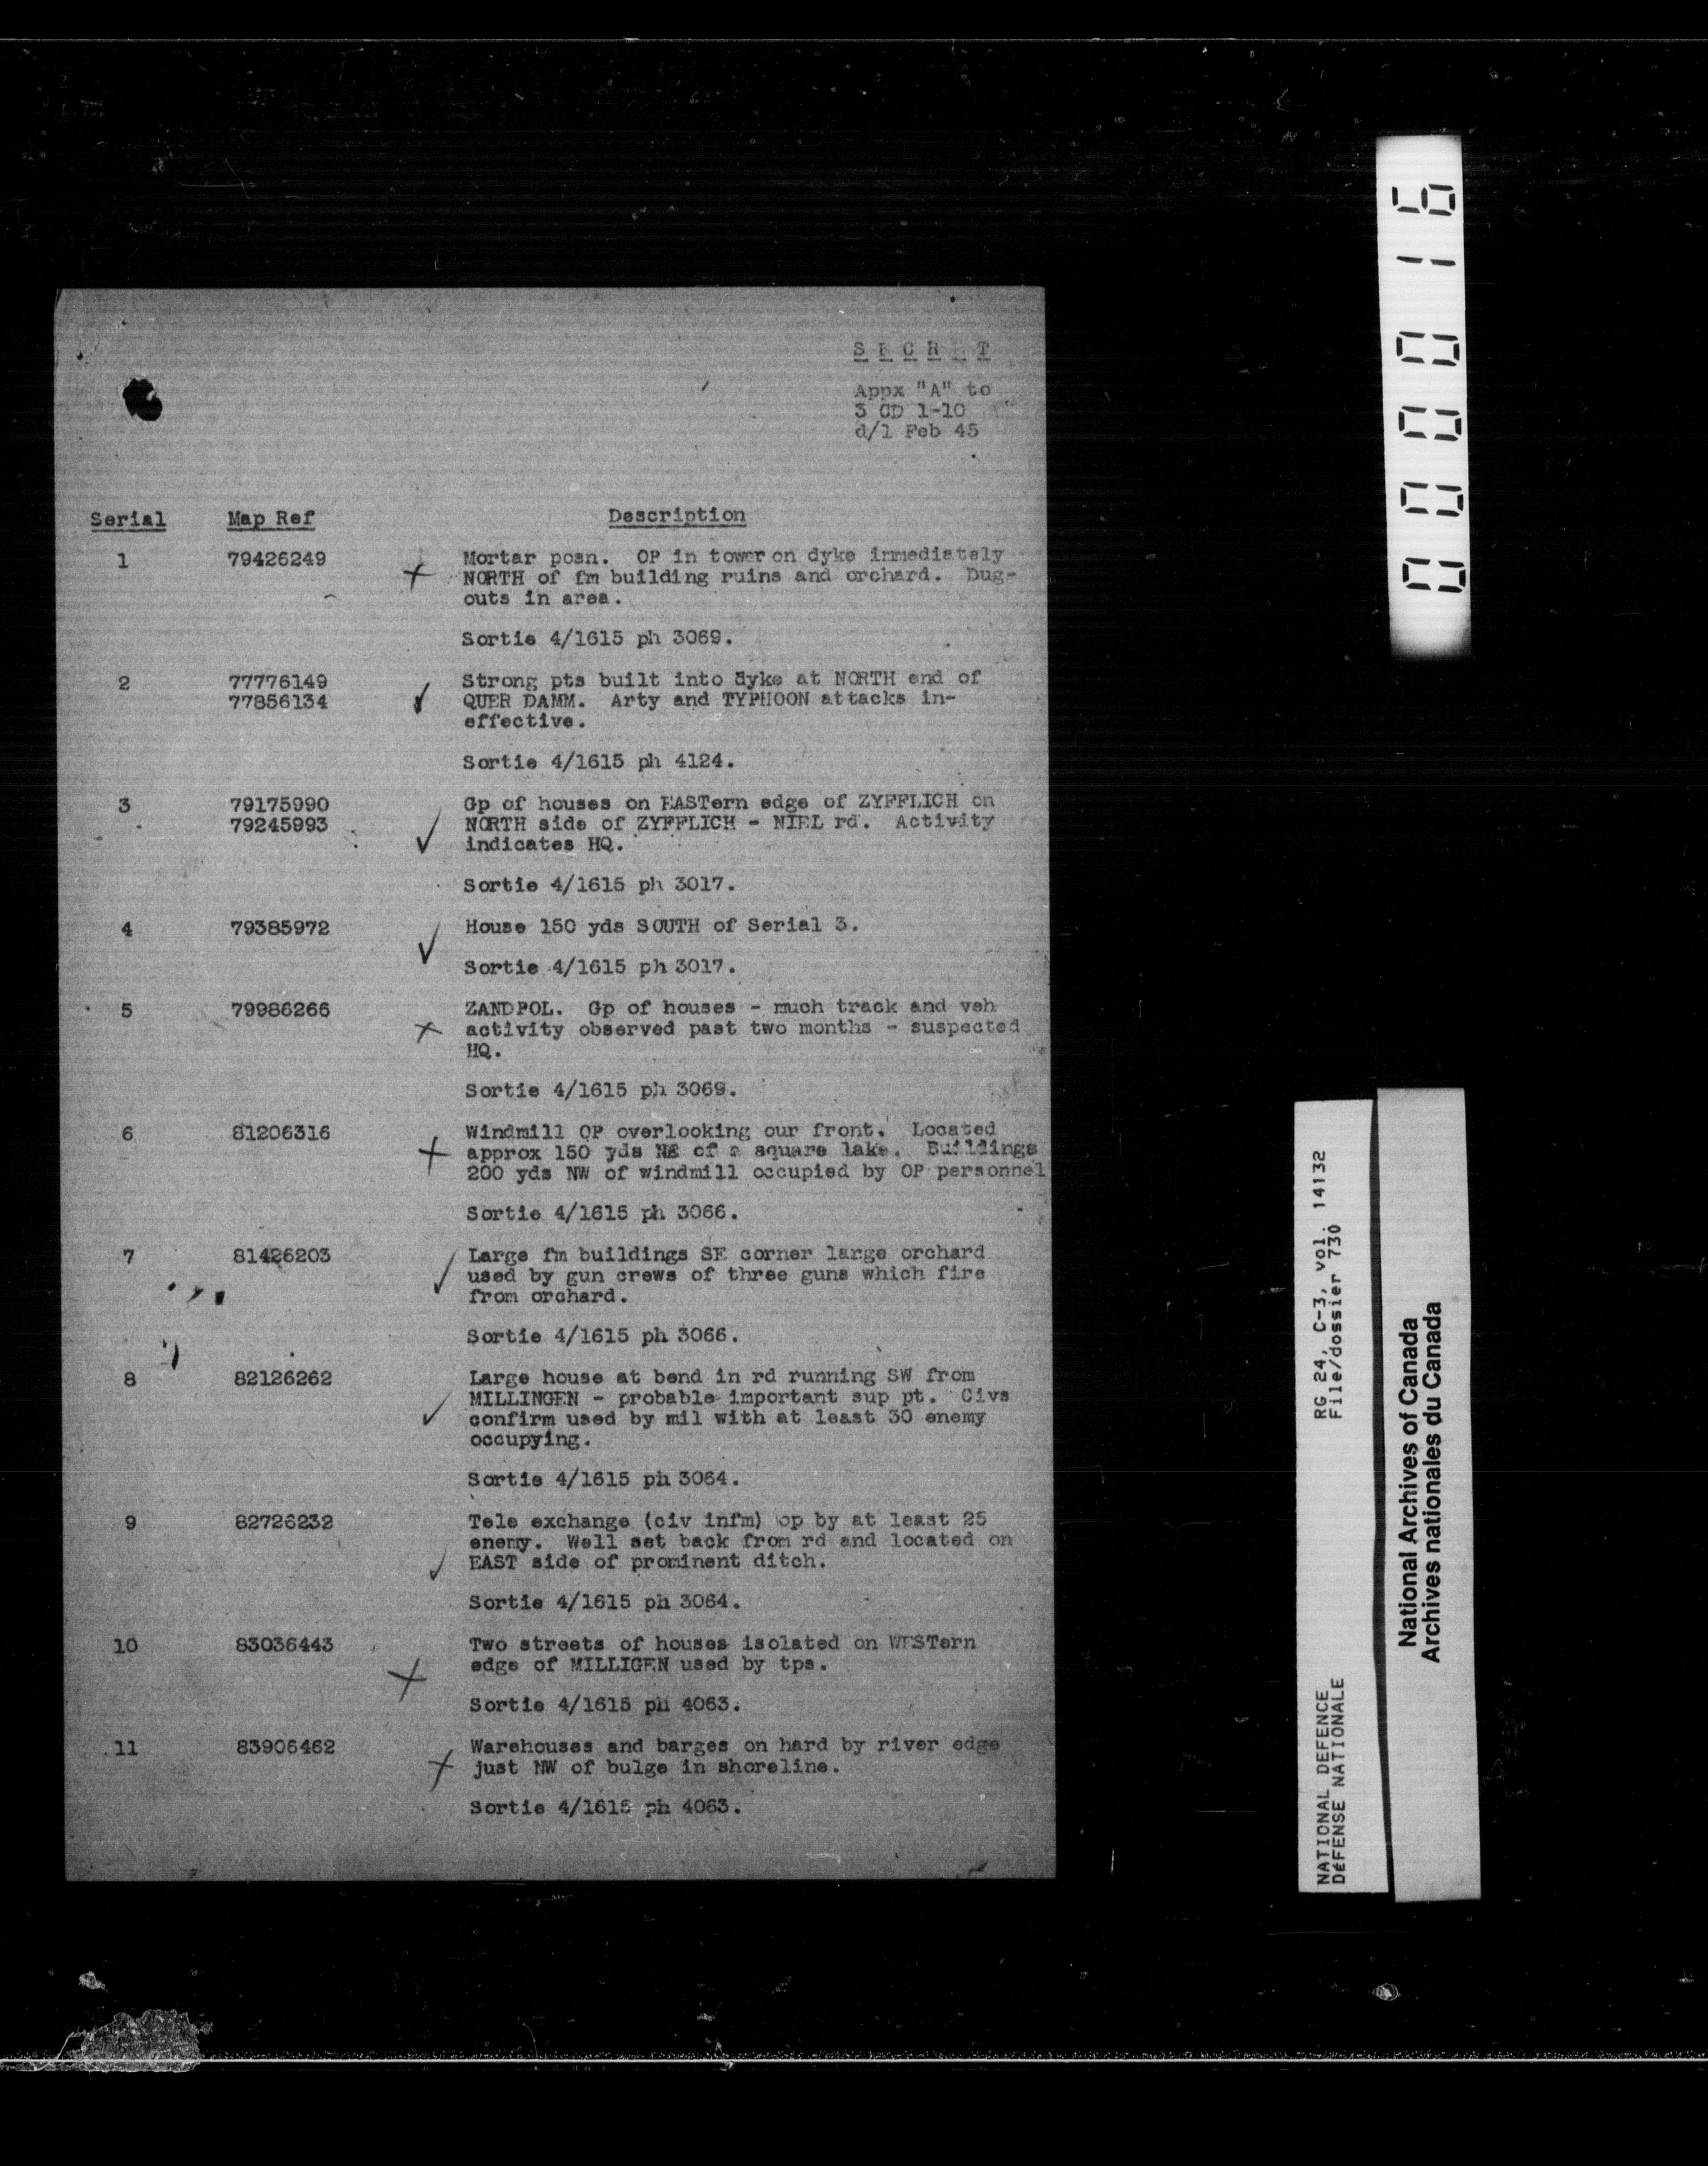 S E C R E T
Appx "A" to
3 CD 1-10
d/1 Feb 45
Serial Map Ref Description
1 79426249 + Mortar posn. OP in tower on dyke immediately
NORTH of fm building ruins and orchard. Dug-
outs in area.
Sortie 4/1615 ph 3069.
2 77776149 Strong pts built into dyke at NORTH end of
77856134 ✓ QUER DAMM. Arty and TYPHOON attacks in-
effective.
Sortie 4/1615 ph 4124.
3 79175990 Gp of houses on EASTern edge of ZYFFLICH on
79245993 ✓ NORTH side of ZYFFLICH - NIEL rd. Activity
indicates HQ.
Sortie 4/1615 ph 3017.
4 79385972 ✓ House 150 yds SOUTH of Serial 3.
Sortie 4/1615 ph 3017.
5 79986266 + ZANDPOL. Gp of houses - much track and veh
activity observed past two months - suspected
HQ.
Sortie 4/1615 ph 3069.
6 81206316 + Windmill OP overlooking our front. Located
approx 150 yds NE of a square lake. Buildings
200 yds NW of windmill occupied by OP personnel
Sortie 4/1615 ph 3066.
7 81426203 ✓ Large fm buildings SE corner large orchard
used by gun crews of three guns which fire
from orchard.
Sortie 4/1615 ph 3066.
8 82126262 ✓ Large house at bend in rd running SW from
MILLINGEN - probable important sup pt. Civs
confirm used by mil with at least 30 enemy
occupying.
Sortie 4/1615 ph 3064.
9 82726232 ✓ Tele exchange (civ infm) op by at least 25
enemy. Well set back from rd and located on
EAST side of prominent ditch.
Sortie 4/1615 ph 3064.
10 83036443 + Two streets of houses isolated on WESTern
edge of MILLIGEN used by tps.
Sortie 4/1615 ph 4063.
11 83906462 + Warehouses and barges on hard by river edge
just NW of bulge in shoreline.
Sortie 4/1615 ph 4063.
000016
NATIONAL DEFENCE RG 24, C-3, vol. 14132
DéFENSE NATIONALE File/dossier 730
National Archives of Canada
Archives nationales du Canada